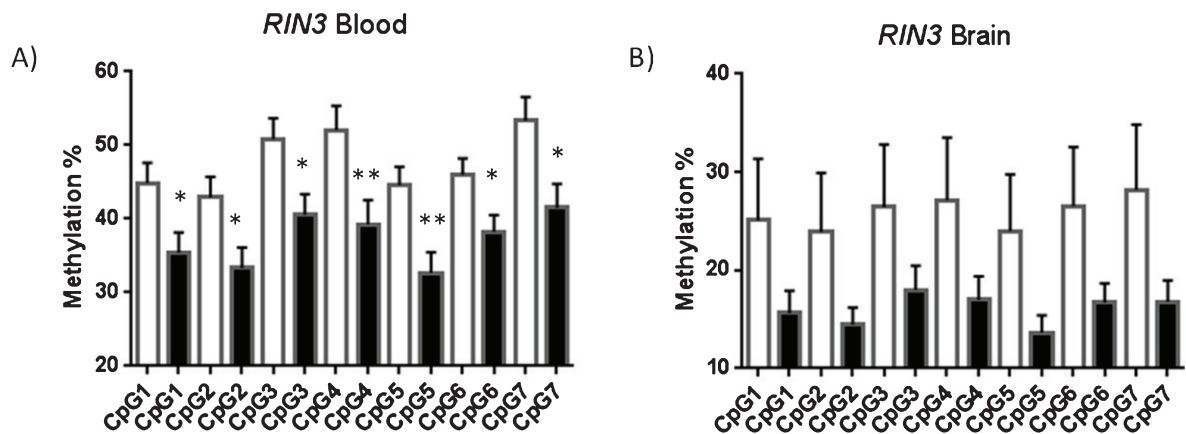 A)
RIN3 Blood
Methylation %
60
50
40
30
20
*
*
*
**
**
*
*
CpG1 CpG1 CpG2 CpG2 CpG3 CpG3 CpG4 CpG4 CpG5 CpG5 CpG6 CpG6 CpG7 CpG7
B)
RIN3 Brain
Methylation %
40
30
20
10
CpG1 CpG1 CpG2 CpG2 CpG3 CpG3 CpG4 CpG4 CpG5 CpG5 CpG6 CpG6 CpG7 CpG7